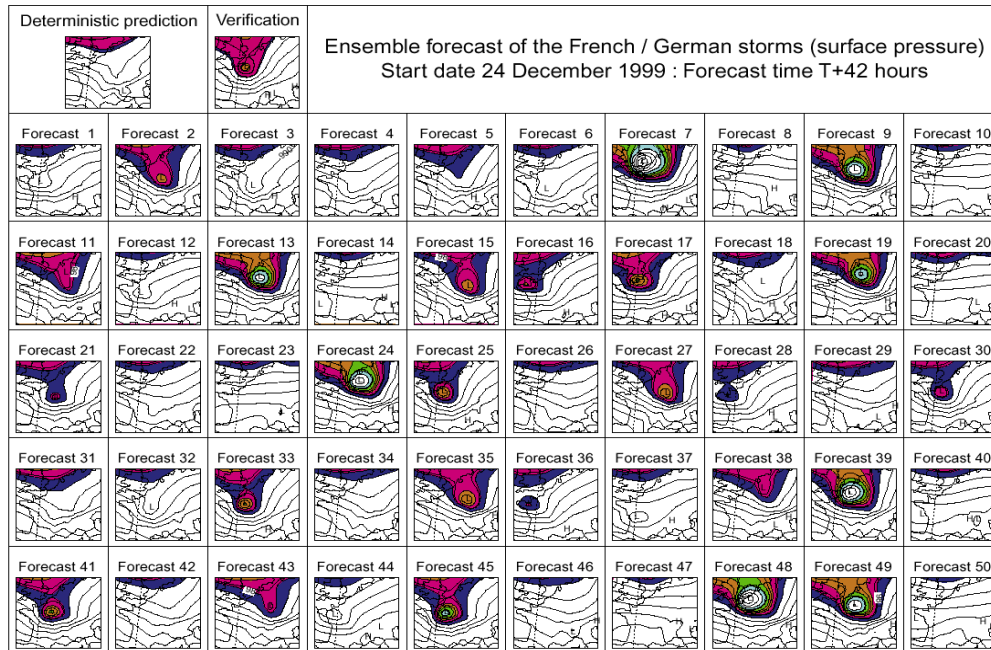 Deterministic prediction
Verification
Ensemble forecast of the French / German storms (surface pressure)
Start date 24 December 1999 : Forecast time T+42 hours
Forecast 1
Forecast 2
Forecast 3
Forecast 4
Forecast 5
Forecast 6
Forecast 7
Forecast 8
Forecast 9
Forecast 10
Forecast 11
Forecast 12
Forecast 13
Forecast 14
Forecast 15
Forecast 16
Forecast 17
Forecast 18
Forecast 19
Forecast 20
Forecast 21
Forecast 22
Forecast 23
Forecast 24
Forecast 25
Forecast 26
Forecast 27
Forecast 28
Forecast 29
Forecast 30
Forecast 31
Forecast 32
Forecast 33
Forecast 34
Forecast 35
Forecast 36
Forecast 37
Forecast 38
Forecast 39
Forecast 40
Forecast 41
Forecast 42
Forecast 43
Forecast 44
Forecast 45
Forecast 46
Forecast 47
Forecast 48
Forecast 49
Forecast 50